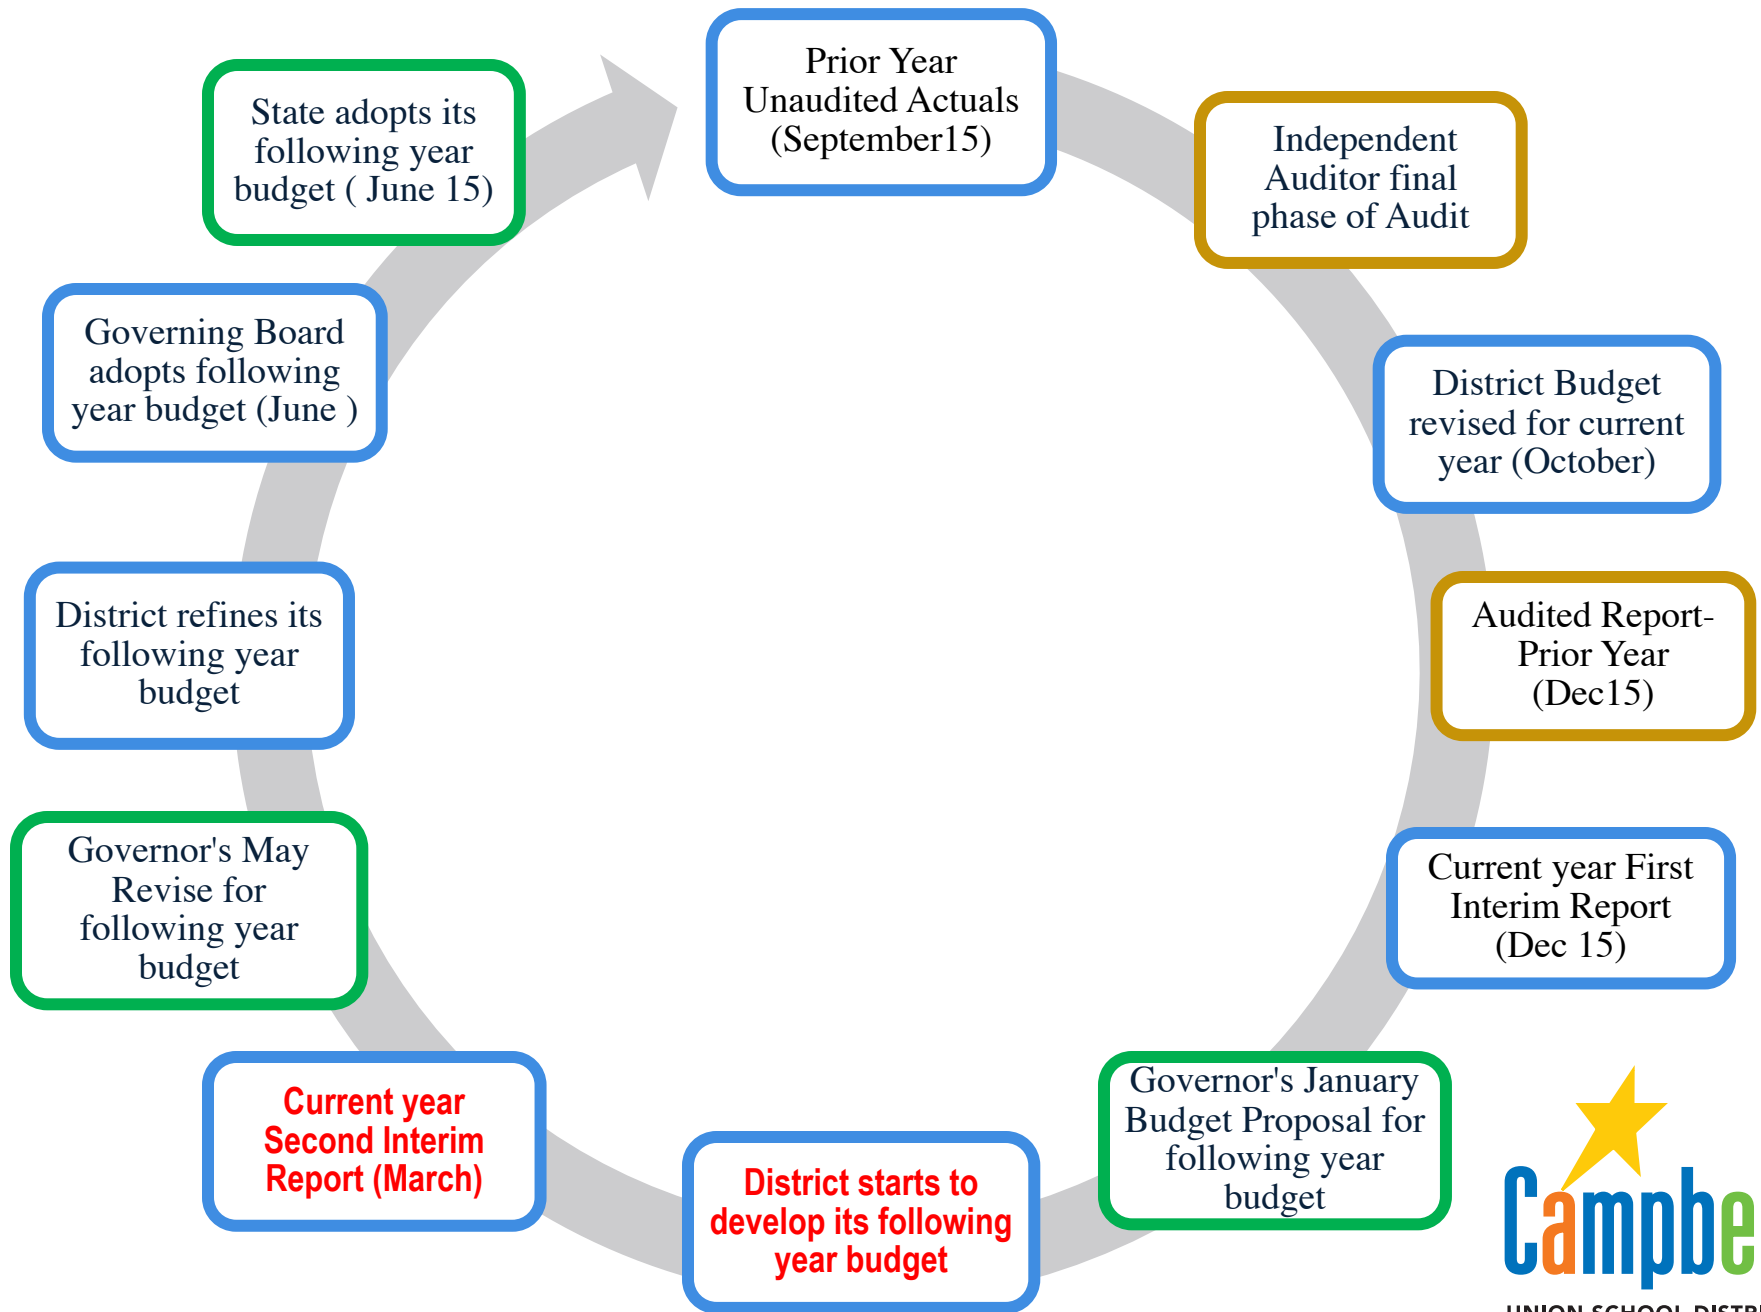 Prior Year
Unaudited Actuals
(September15)
Independent
Auditor final
phase of Audit
District Budget
revised for current
year (October)
Audited Report-
Prior Year
(Dec15)
Current year First
Interim Report
(Dec 15)
Governor's January
Budget Proposal for
following year
budget
District starts to
develop its following
year budget
Current year
Second Interim
Report (March)
Governor's May
Revise for
following year
budget
District refines its
following year
budget
Governing Board
adopts following
year budget (June )
State adopts its
following year
budget ( June 15)
Campbe
UNION SCHOOL DISTR